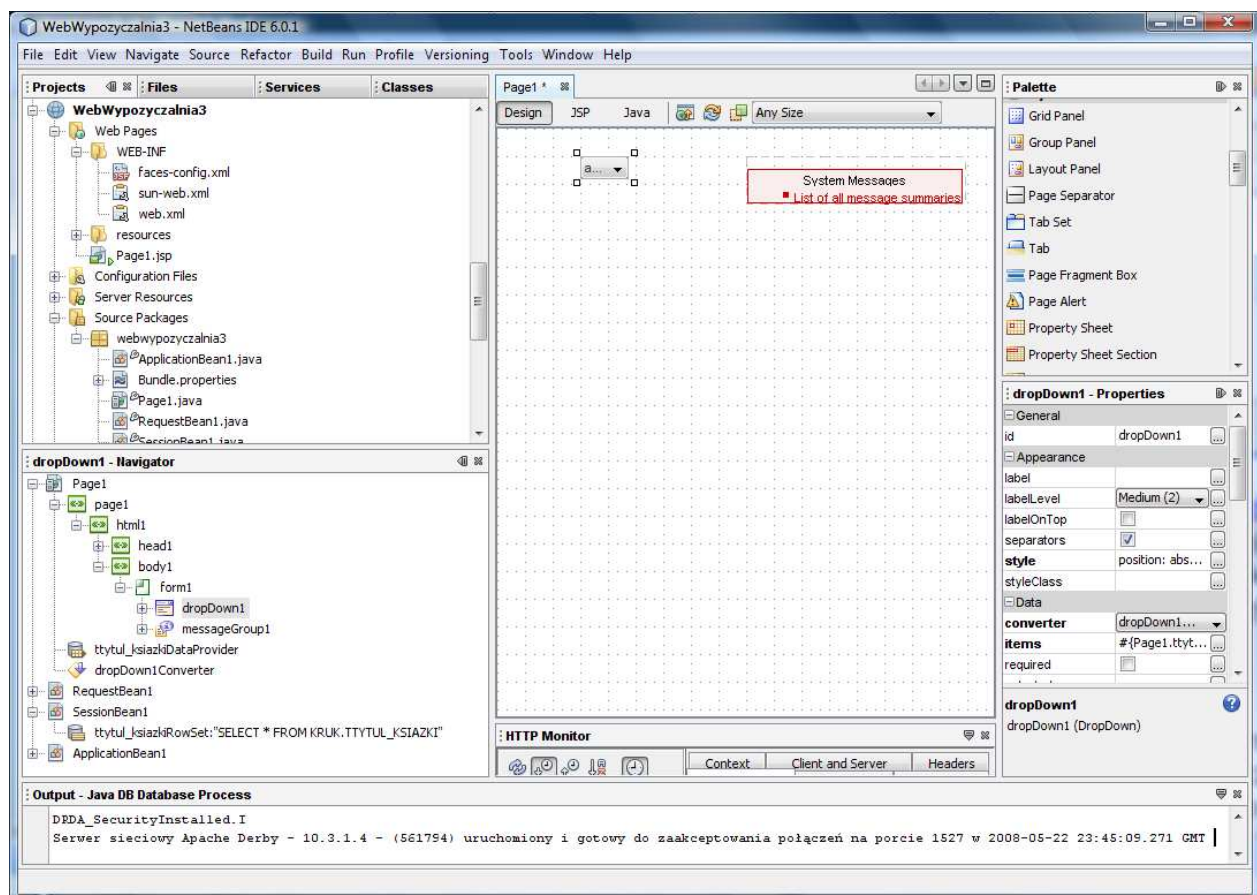 WebWypozyczalnia3 - NetBeans IDE 6.0.1
File Edit View Navigate Source Refactor Build Run Profile Versioning Tools Window Help
Projects Files Services Classes
WebWypozyczalnia3
Web Pages
WEB-INF
faces-config.xml
sun-web.xml
web.xml
resources
Page1.jsp
Configuration Files
Server Resources
Source Packages
webwypozyczalnia3
ApplicationBean1.java
Bundle.properties
Page1.java
RequestBean1.java
SessionBean1.java
dropDown1 - Navigator
Page1
page1
html1
head1
body1
form1
dropDown1
messageGroup1
ttytul_ksiazkiDataProvider
dropDown1Converter
RequestBean1
SessionBean1
ttytul_ksiazkiRowSet:"SELECT * FROM KRUK.TTYTUL_KSIAZKI"
ApplicationBean1
Page1 *
Design JSP Java Any Size
a...
System Messages
List of all message summaries
HTTP Monitor
Context Client and Server Headers
Palette
Grid Panel
Group Panel
Layout Panel
Page Separator
Tab Set
Tab
Page Fragment Box
Page Alert
Property Sheet
Property Sheet Section
dropDown1 - Properties
General
id dropDown1 ...
Appearance
label ...
labelLevel Medium (2) ...
labelOnTop ...
separators ...
style position: abs... ...
styleClass ...
Data
converter dropDown1...
items #{Page1.ttyt... ...
required ...
dropDown1
dropDown1 (DropDown)
Output - Java DB Database Process
DRDA_SecurityInstalled.I
Serwer sieciowy Apache Derby - 10.3.1.4 - (561794) uruchomiony i gotowy do zaakceptowania połączeń na porcie 1527 w 2008-05-22 23:45:09.271 GMT